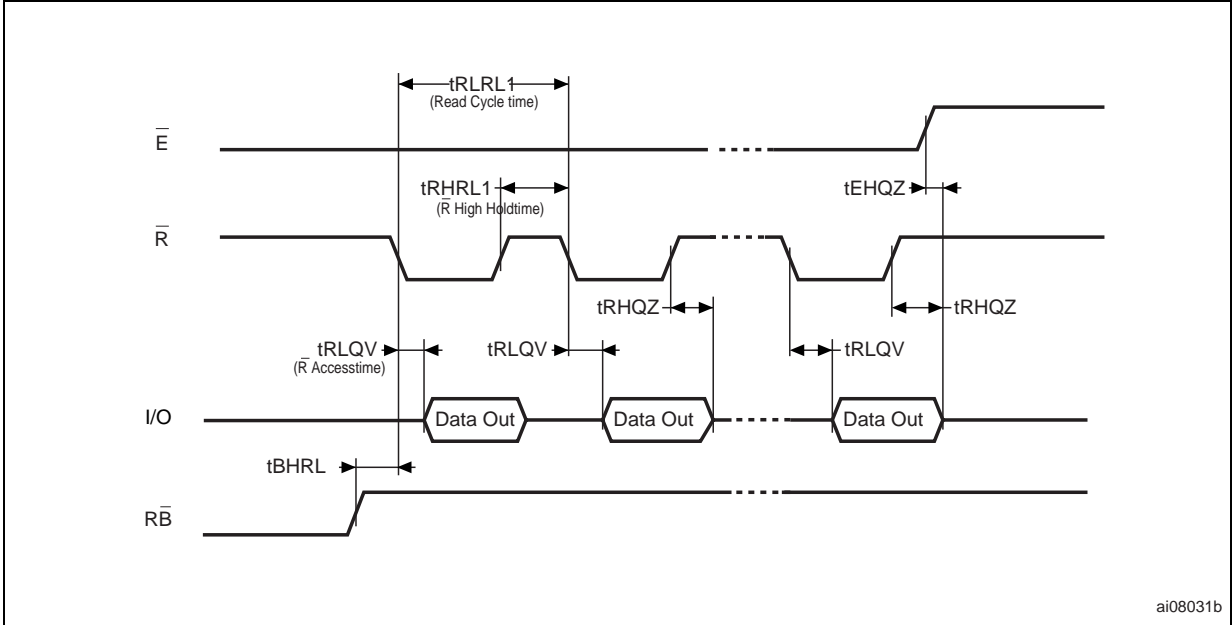 tRLRL1
(Read Cycle time)
E̅
tRHRL1
(R̅ High Holdtime)
tEHQZ
R̅
tRHQZ
tRHQZ
tRLQV
(R̅ Accesstime)
tRLQV
tRLQV
I/O
Data Out
Data Out
Data Out
tBHRL
RB̅
ai08031b